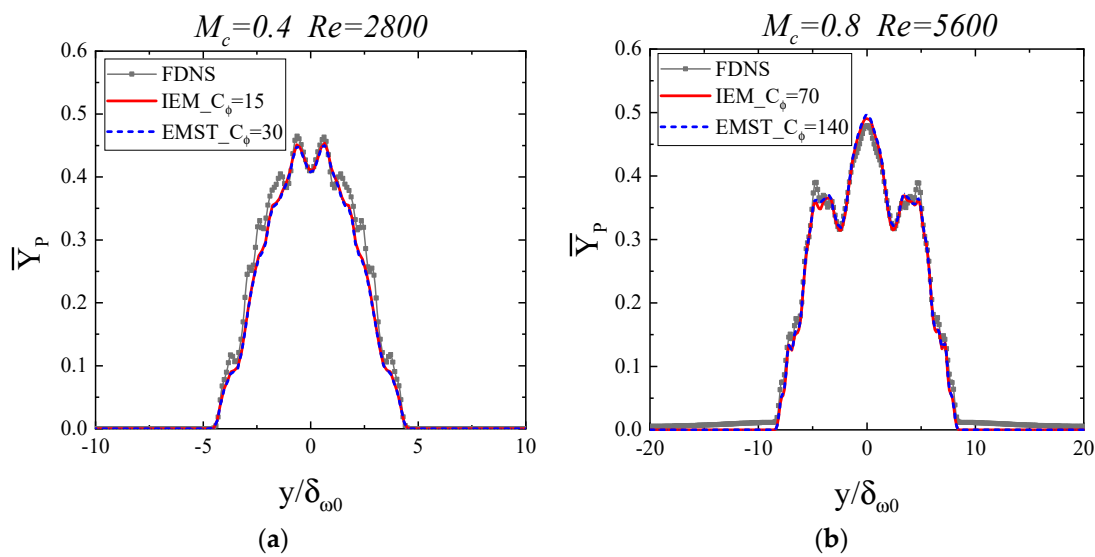 M_c=0.4 Re=2800
0.6
0.5
0.4
0.3
0.2
0.1
0.0
FDNS
IEM_C_ϕ=15
EMST_C_ϕ=30
Y̅_P
-10 -5 0 5 10
y/δ_ω0
(a)
M_c=0.8 Re=5600
0.6
0.5
0.4
0.3
0.2
0.1
0.0
FDNS
IEM_C_ϕ=70
EMST_C_ϕ=140
Y̅_P
-20 -10 0 10 20
y/δ_ω0
(b)